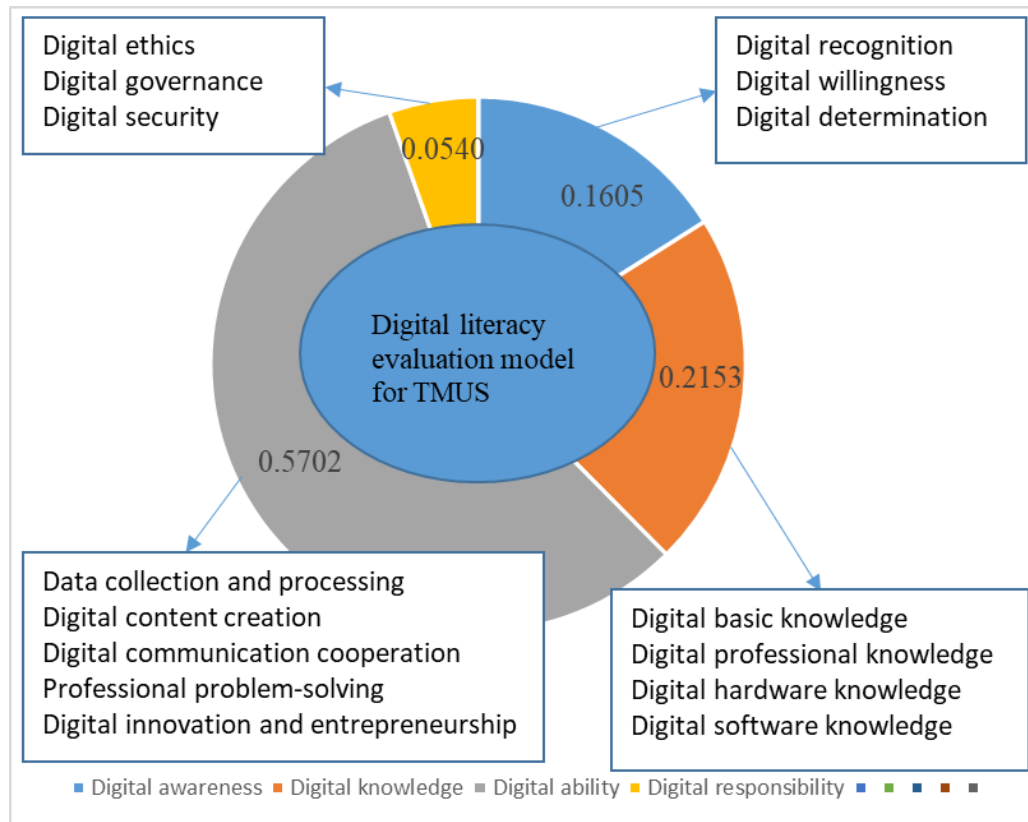 Digital ethics
Digital governance
Digital security
Digital recognition
Digital willingness
Digital determination
0.0540
0.1605
Digital literacy
evaluation model
for TMUS
0.2153
0.5702
Data collection and processing
Digital content creation
Digital communication cooperation
Professional problem-solving
Digital innovation and entrepreneurship
Digital basic knowledge
Digital professional knowledge
Digital hardware knowledge
Digital software knowledge
Digital awareness Digital knowledge Digital ability Digital responsibility